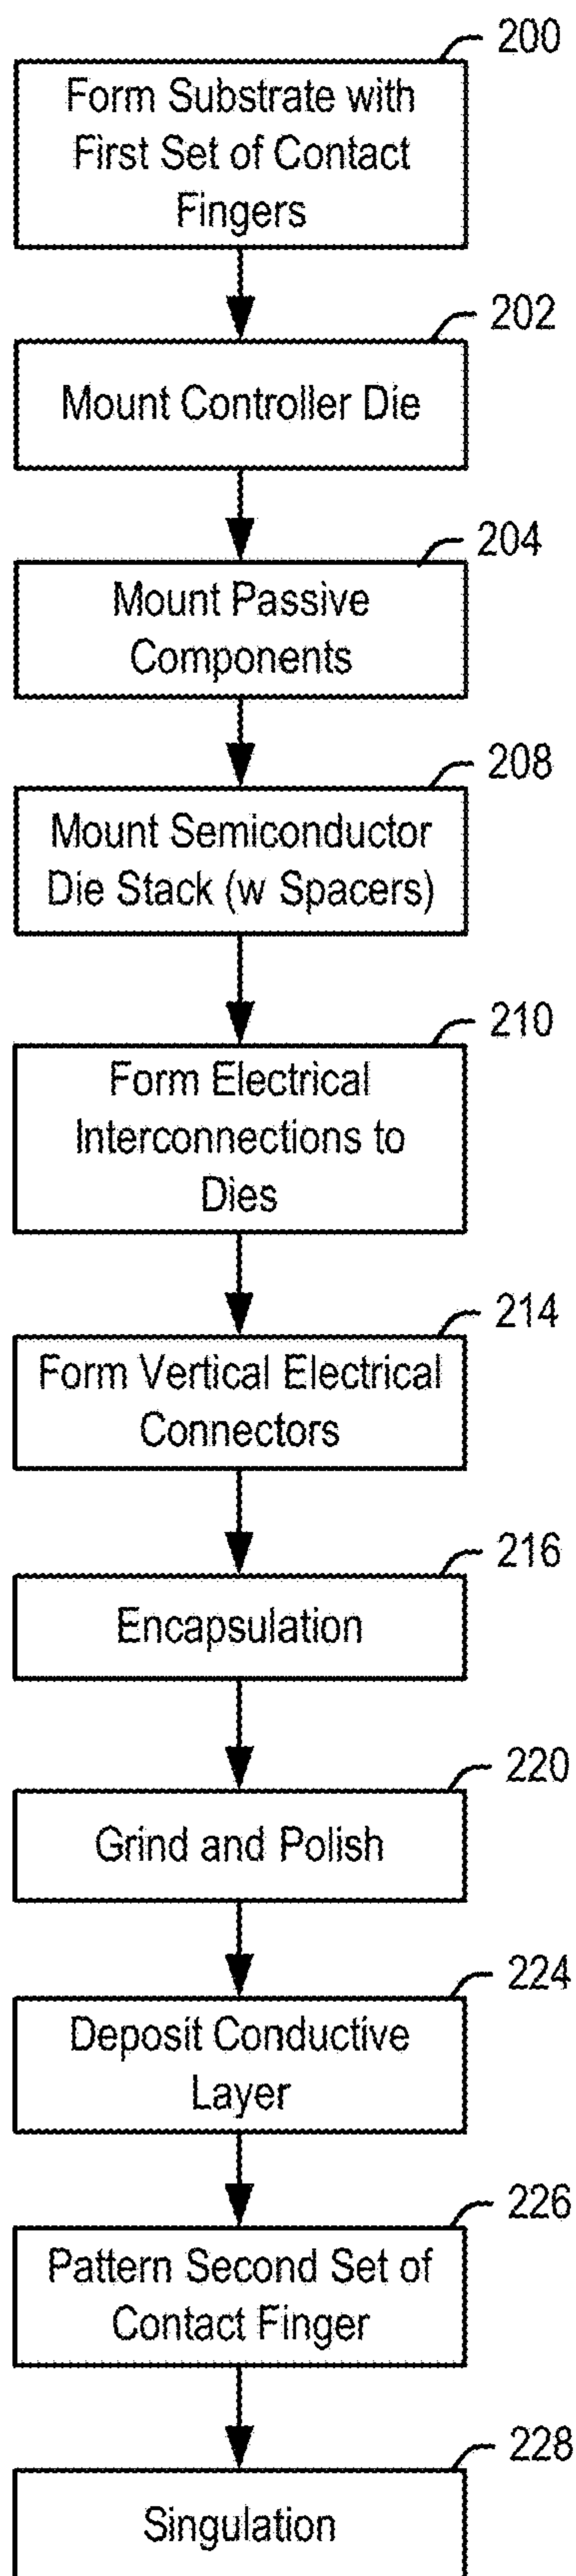 200
Form Substrate with
First Set of Contact
Fingers
202
Mount Controller Die
204
Mount Passive
Components
208
Mount Semiconductor
Die Stack (w Spacers)
210
Form Electrical
Interconnections to
Dies
214
Form Vertical Electrical
Connectors
216
Encapsulation
220
Grind and Polish
224
Deposit Conductive
Layer
226
Pattern Second Set of
Contact Finger
228
Singulation